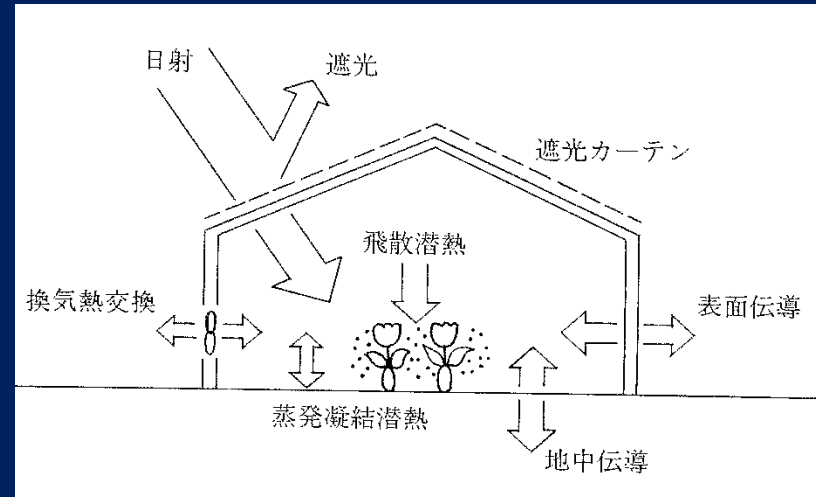 日射
遮光
遮光カーテン
飛散潜熱
換気熱交換
表面伝導
蒸発凝結潜熱
地中伝導